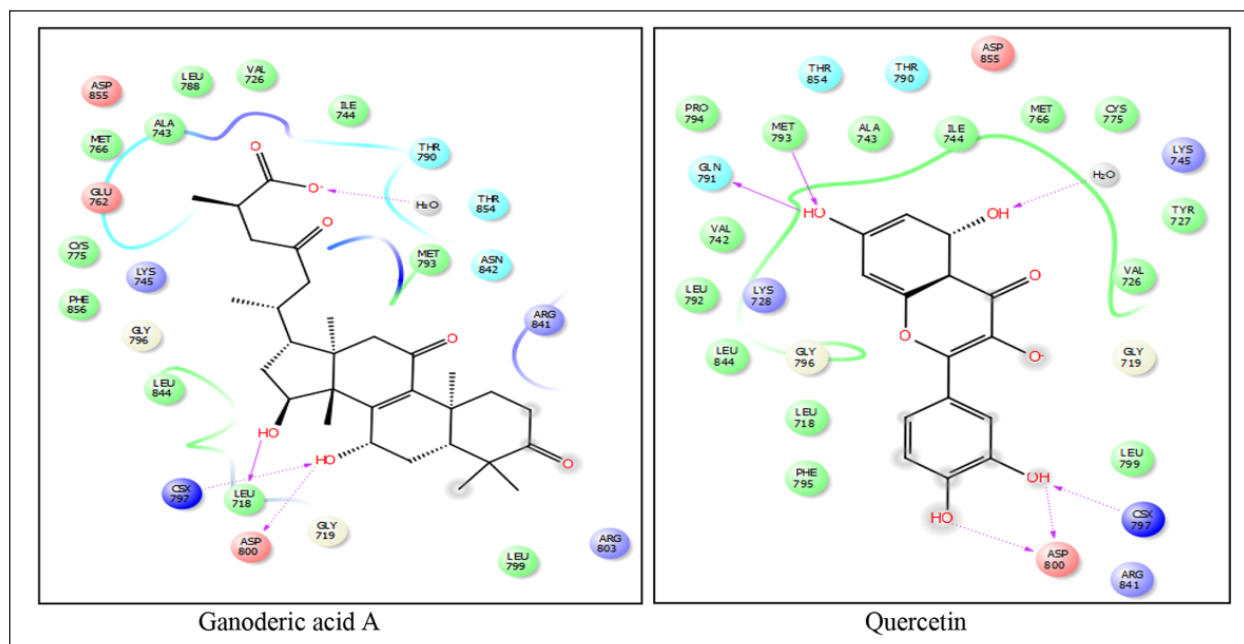 ASP
855
LEU
788
VAL
726
ALA
743
ILE
744
MET
766
THR
790
GLU
762
H₂O
THR
854
CYS
775
LYS
745
MET
793
ASN
842
PHE
856
GLY
796
ARG
841
LEU
844
CSX
797
LEU
718
ASP
800
GLY
719
LEU
799
ARG
803
O
O-
O
O
HO
HO
O
Ganoderic acid A
ASP
855
THR
854
THR
790
PRO
794
MET
793
ALA
743
ILE
744
MET
766
CYS
775
GLN
791
LYS
745
H₂O
HO
OH
VAL
742
TYR
727
LEU
792
LYS
728
O
VAL
726
O
O-
LEU
844
GLY
796
GLY
719
LEU
718
PHE
795
LEU
799
OH
HO
CSX
797
ASP
800
ARG
841
Quercetin